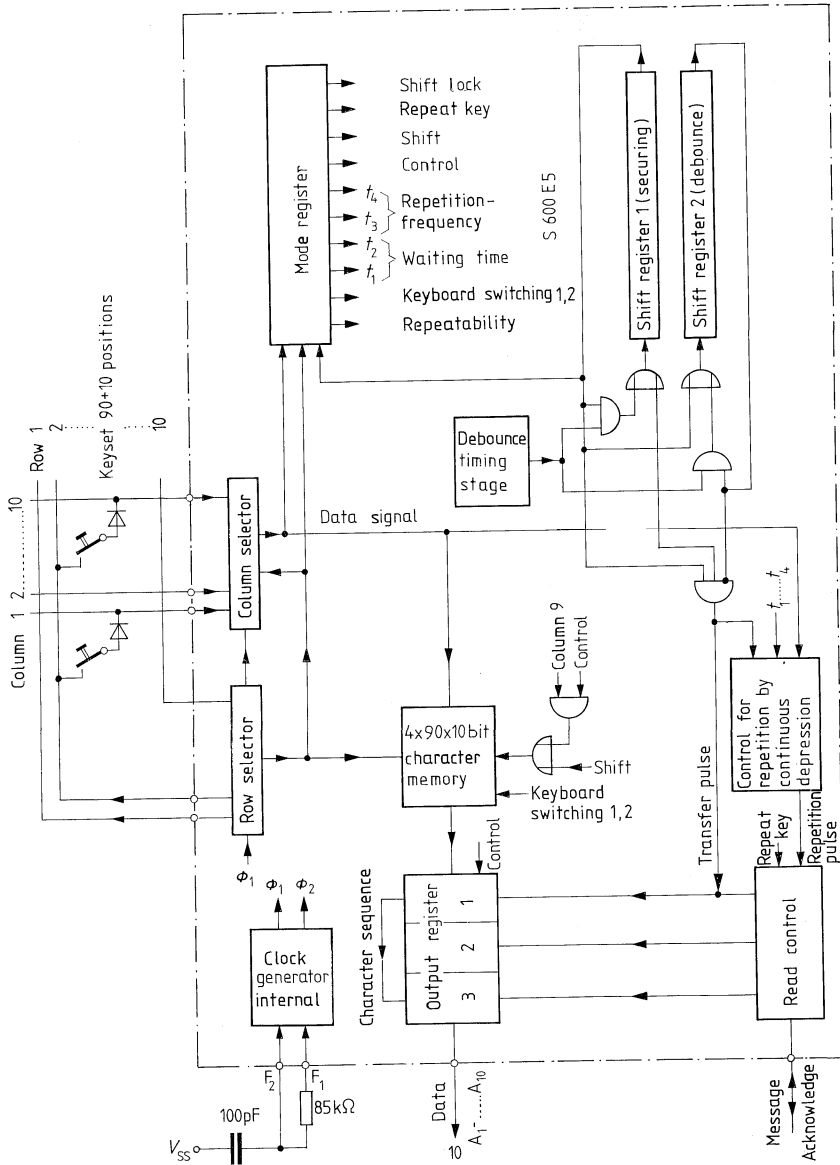 Column 1 2 ........ 10
Row 1
2
Keyset 90+10 positions
10
Column selector
Row selector
Φ₁
Φ₁
Φ₂
Clock
generator
internal
F₂
F₁
100pF
85kΩ
V_SS
Mode register
Shift lock
Repeat key
Shift
Control
t₄
t₃
Repetition-
frequency
t₂
t₁
Waiting time
Keyboard switching 1,2
Repeatability
S 600 E5
Data signal
4x90x10bit
character
memory
Column 9
Control
Shift
Keyboard
switching 1,2
Control
Character sequence
Output register
1
2
3
Data
10
A₁-......A₁₀
Debounce
timing
stage
Shift register 1 (securing)
Shift register 2 (debounce)
Transfer pulse
t₁......t₄
Control for
repetition by
continuous
depression
Repeat
key
Repetition
pulse
Read control
Message
Acknowledge